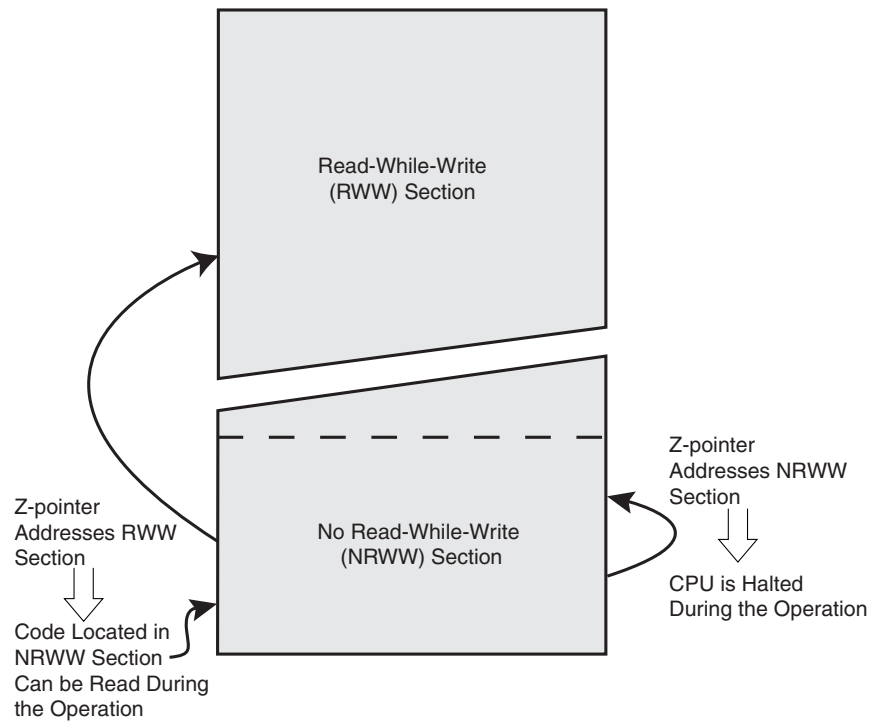 Read-While-Write
(RWW) Section
Z-pointer
Addresses NRWW
Section
Z-pointer
Addresses RWW
Section
No Read-While-Write
(NRWW) Section
CPU is Halted
During the Operation
Code Located in
NRWW Section
Can be Read During
the Operation